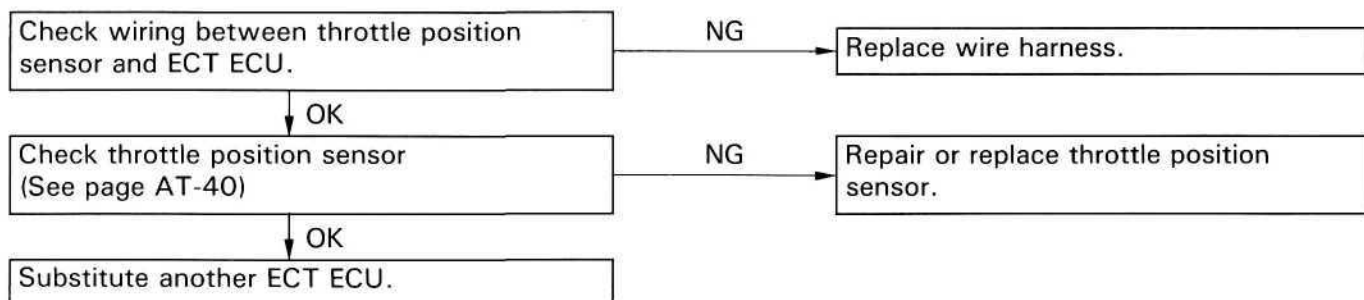 Check wiring between throttle position
sensor and ECT ECU.
NG
Replace wire harness.
OK
Check throttle position sensor
(See page AT-40)
NG
Repair or replace throttle position
sensor.
OK
Substitute another ECT ECU.